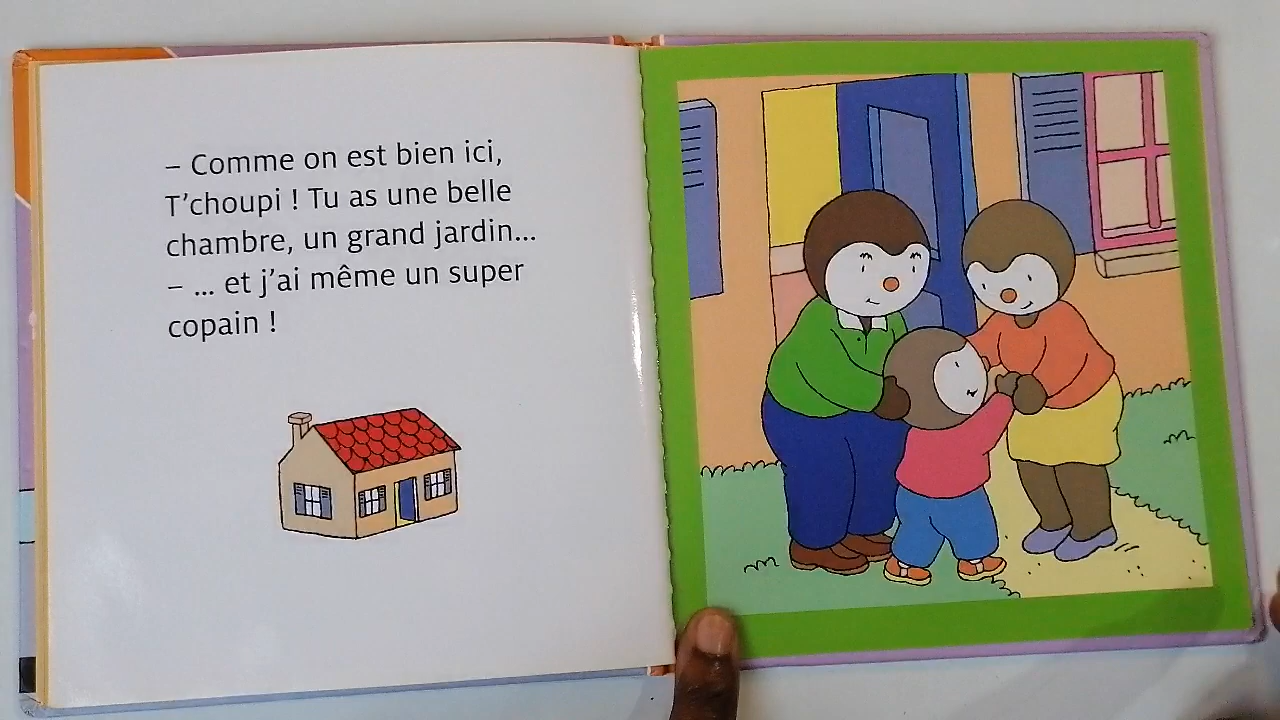 – Comme on est bien ici,
T’choupi ! Tu as une belle
chambre, un grand jardin...
– ... et j’ai même un super
copain !